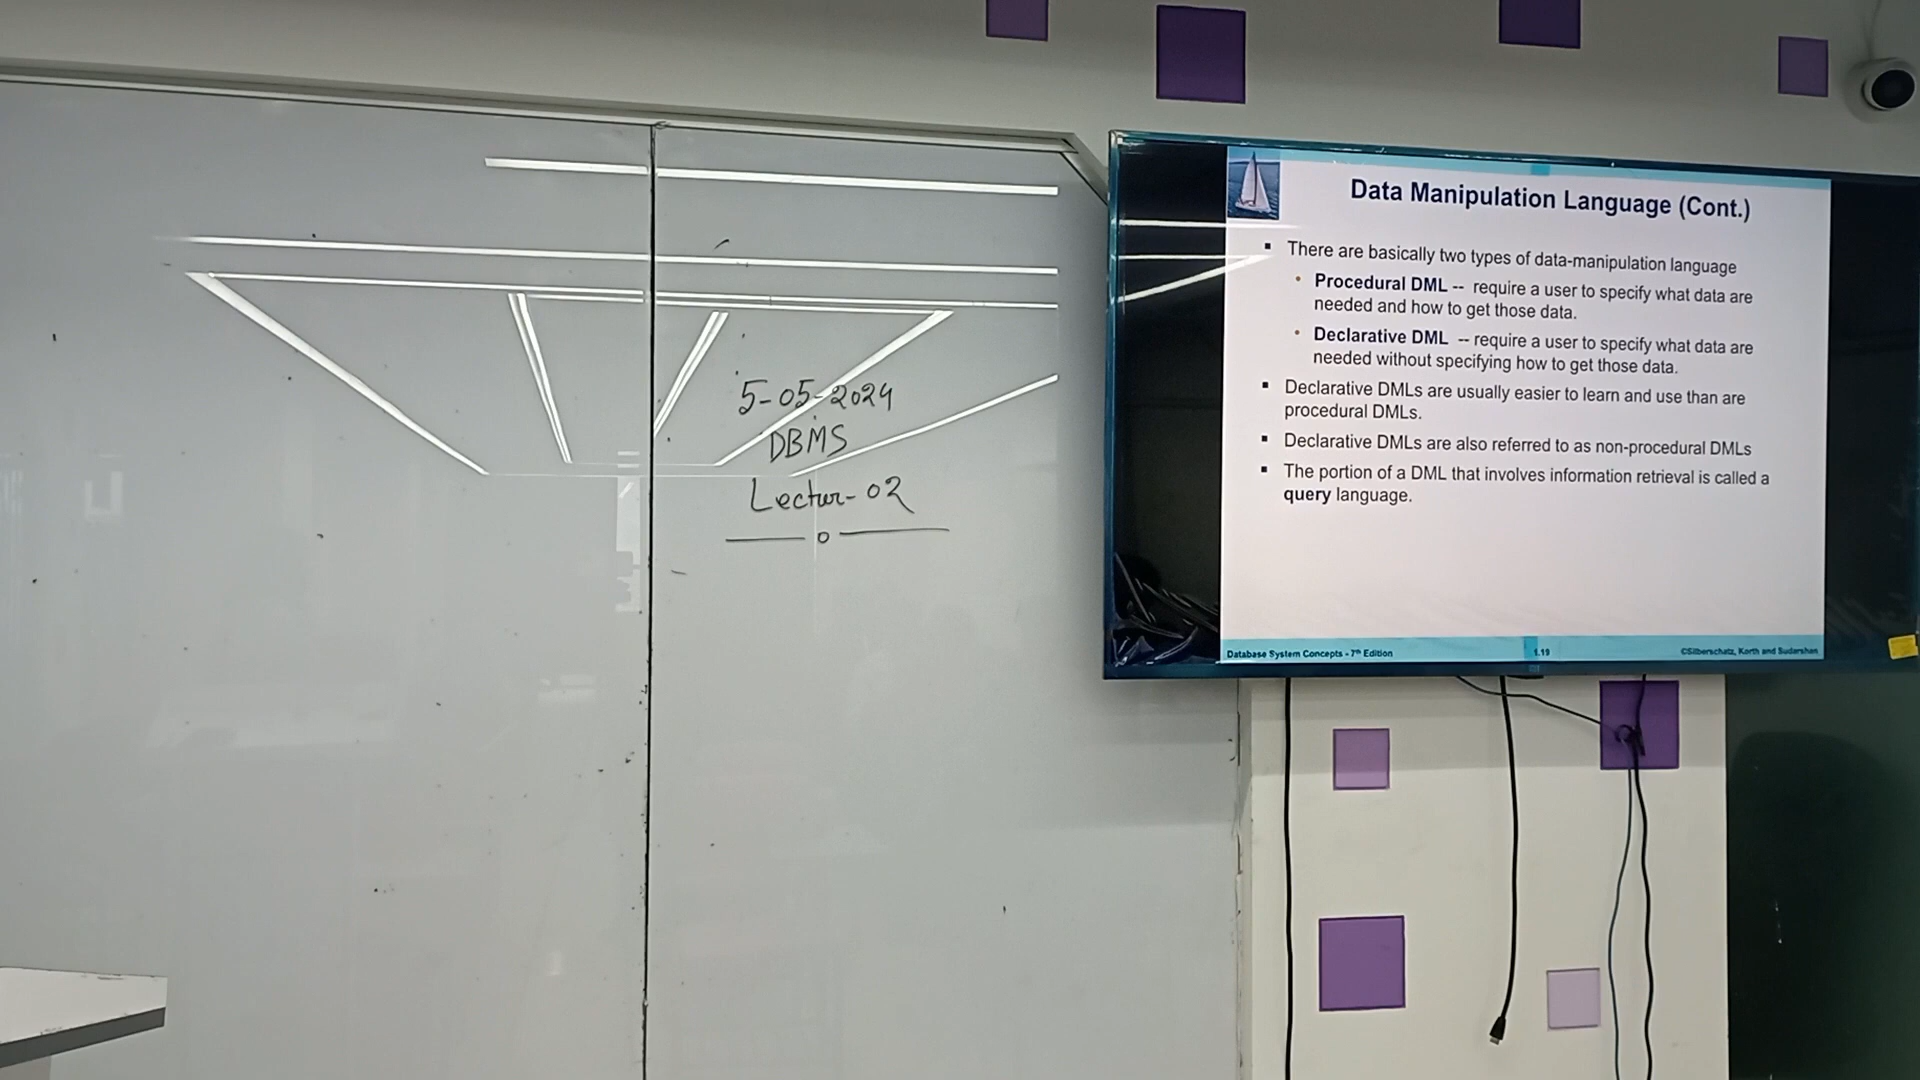 5-05-2024
DBMS
Lectur-02
Data Manipulation Language (Cont.)
▪ There are basically two types of data-manipulation language
• Procedural DML -- require a user to specify what data are
needed and how to get those data.
• Declarative DML -- require a user to specify what data are
needed without specifying how to get those data.
▪ Declarative DMLs are usually easier to learn and use than are
procedural DMLs.
▪ Declarative DMLs are also referred to as non-procedural DMLs
▪ The portion of a DML that involves information retrieval is called a
query language.
Database System Concepts - 7th Edition
1.19
©Silberschatz, Korth and Sudarshan